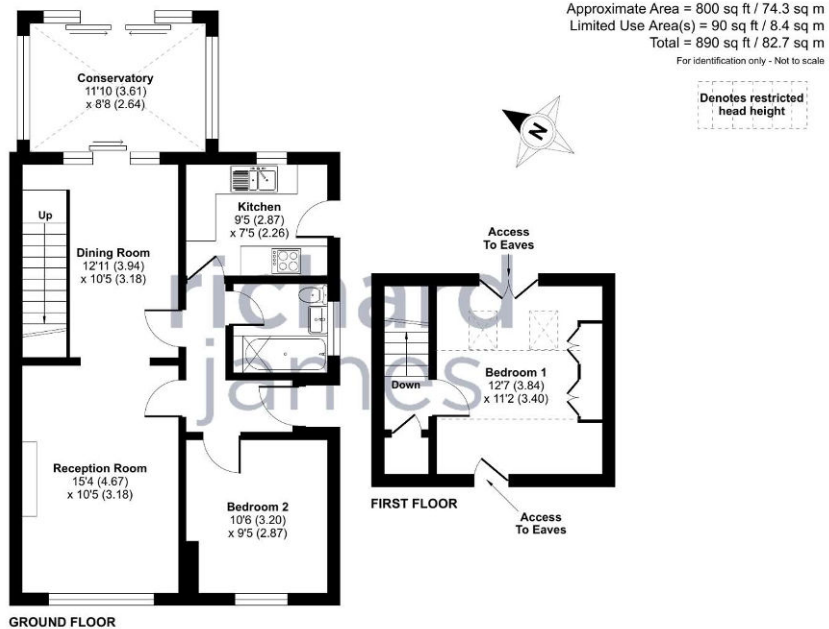 Approximate Area = 800 sq ft / 74.3 sq m
Limited Use Area(s) = 90 sq ft / 8.4 sq m
Total = 890 sq ft / 82.7 sq m
For identification only - Not to scale
Denotes restricted
head height
N
Conservatory
11'10 (3.61)
x 8'8 (2.64)
Up
Dining Room
12'11 (3.94)
x 10'5 (3.18)
Kitchen
9'5 (2.87)
x 7'5 (2.26)
Reception Room
15'4 (4.67)
x 10'5 (3.18)
Bedroom 2
10'6 (3.20)
x 9'5 (2.87)
GROUND FLOOR
Access
To Eaves
Down
Bedroom 1
12'7 (3.84)
x 11'2 (3.40)
FIRST FLOOR
Access
To Eaves
richard
james